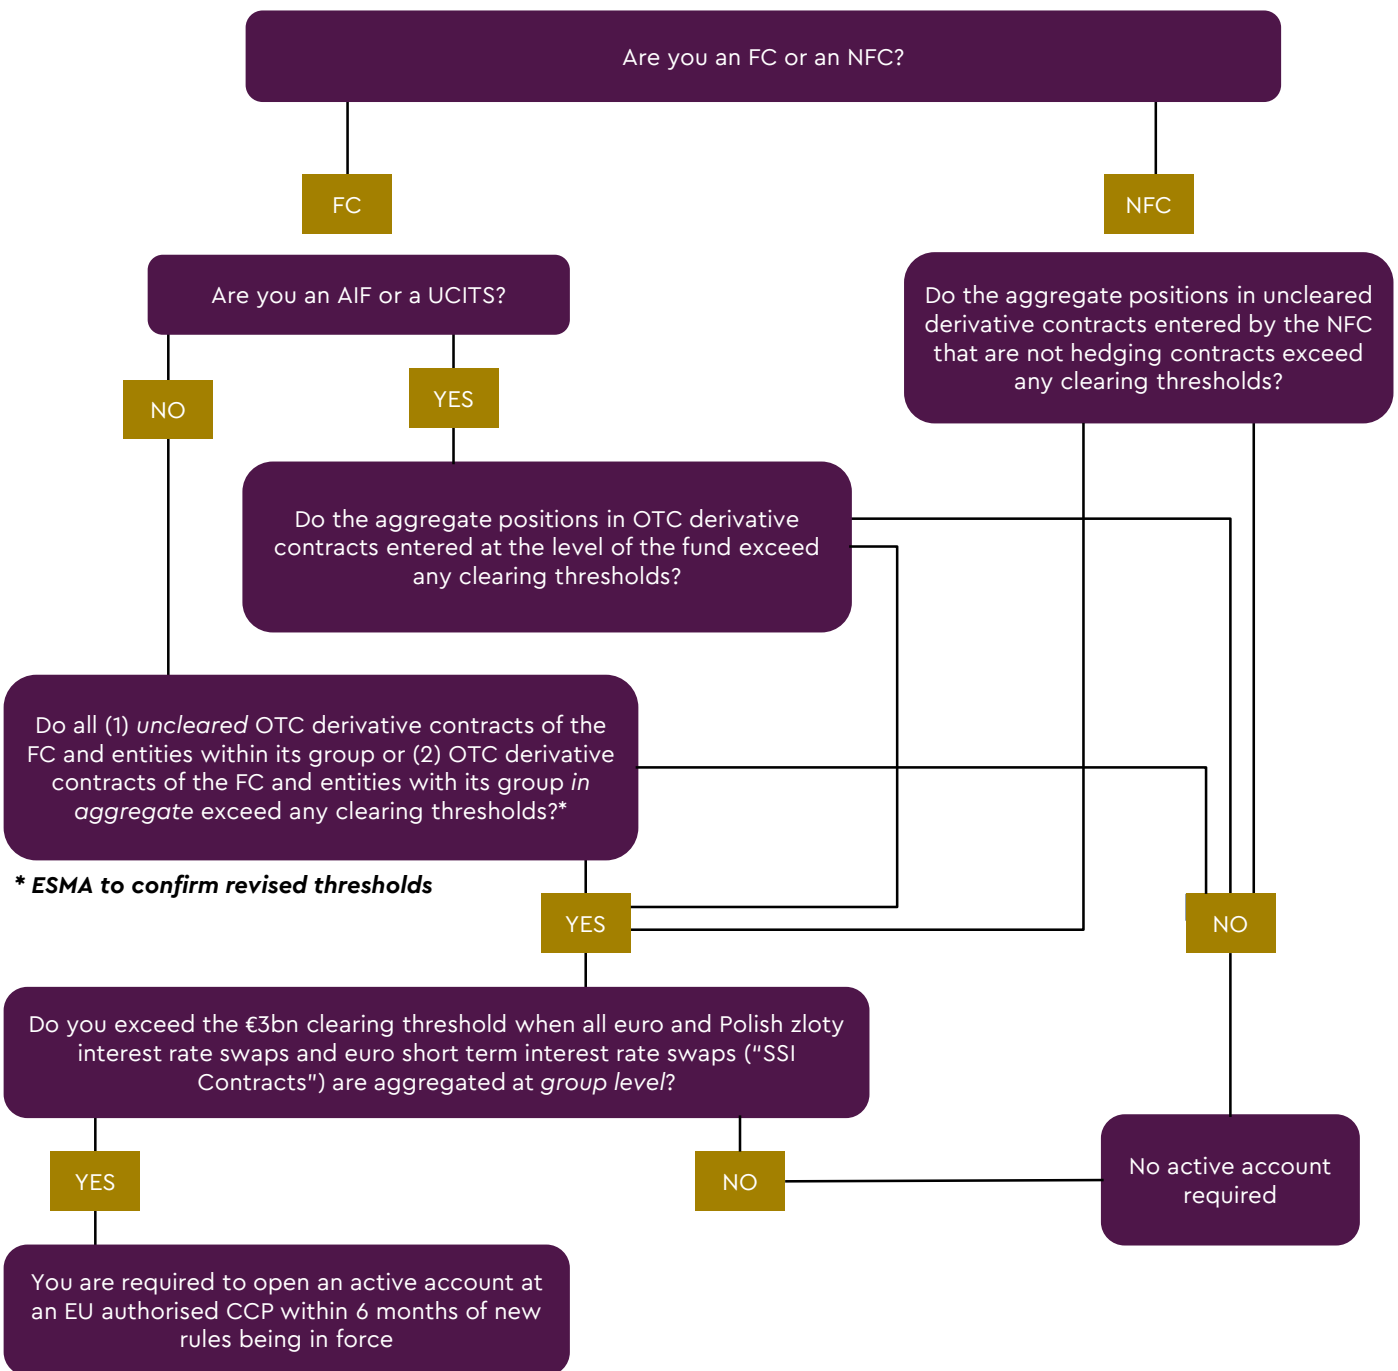 Are you an FC or an NFC?
FC
NFC
Are you an AIF or a UCITS?
Do the aggregate positions in uncleared
derivative contracts entered by the NFC
that are not hedging contracts exceed
any clearing thresholds?
NO
YES
Do the aggregate positions in OTC derivative
contracts entered at the level of the fund exceed
any clearing thresholds?
Do all (1) uncleared OTC derivative contracts of the
FC and entities within its group or (2) OTC derivative
contracts of the FC and entities with its group in
aggregate exceed any clearing thresholds?*
* ESMA to confirm revised thresholds
YES
NO
Do you exceed the €3bn clearing threshold when all euro and Polish zloty
interest rate swaps and euro short term interest rate swaps (“SSI
Contracts”) are aggregated at group level?
YES
NO
No active account
required
You are required to open an active account at
an EU authorised CCP within 6 months of new
rules being in force